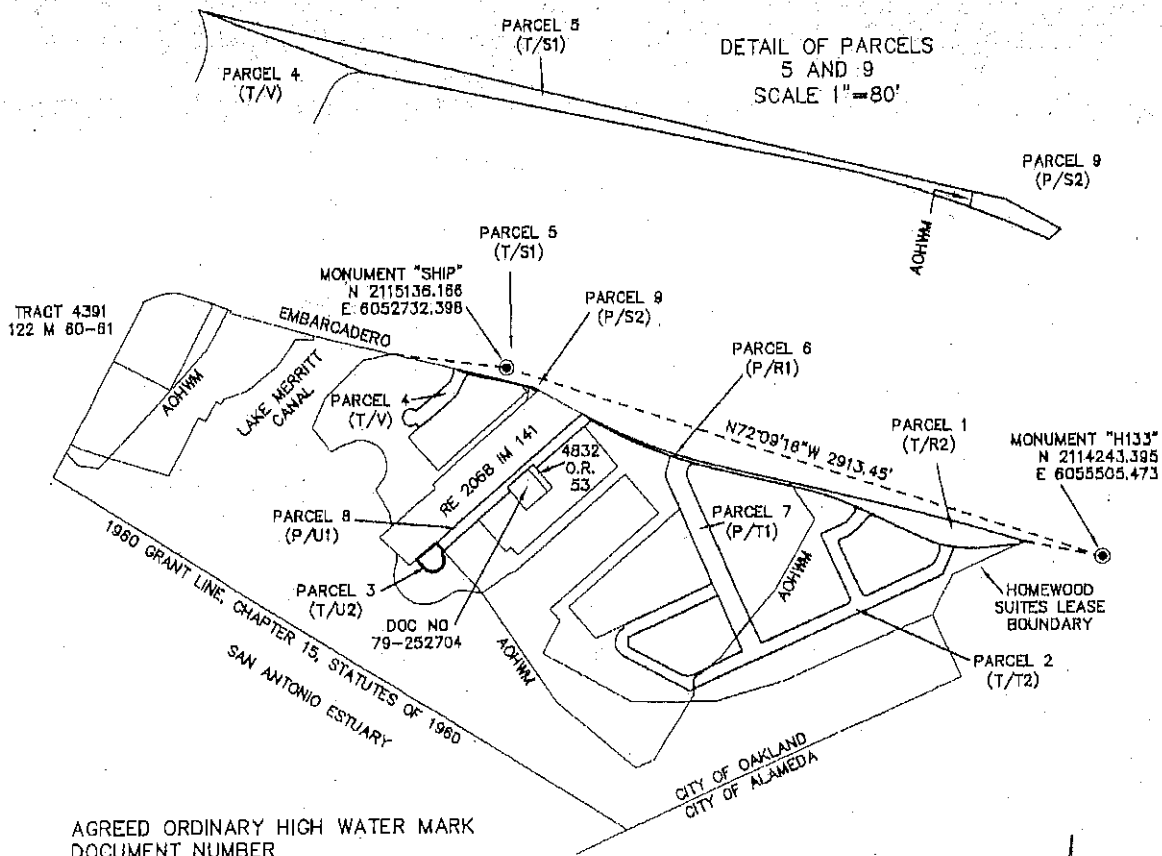 PARCEL 5
(T/S1)
DETAIL OF PARCELS
5 AND 9
SCALE 1"=80'
PARCEL 4
(T/V)
PARCEL 9
(P/S2)
AOHWM
PARCEL 5
(T/S1)
MONUMENT "SHIP"
N 2115136.166
E 6052732.398
PARCEL 9
(P/S2)
TRACT 4391
122 M 60-61
EMBARCADERO
PARCEL 6
(P/R1)
AOHWM
LAKE MERRITT
CANAL
PARCEL 4
(T/V)
N72°09'18"W 2913.45'
PARCEL 1
(T/R2)
MONUMENT "H133"
N 2114243.395
E 6055505.473
RE 2068 IM 141
4832
O.R.
53
PARCEL 8
(P/U1)
PARCEL 7
(P/T1)
AOHWM
1960 GRANT LINE, CHAPTER 15, STATUTES OF 1960
SAN ANTONIO ESTUARY
PARCEL 3
(T/U2)
DOC NO
79-252704
AOHWM
HOMEWOOD
SUITES LEASE
BOUNDARY
PARCEL 2
(T/T2)
CITY OF OAKLAND
CITY OF ALAMEDA
AGREED ORDINARY HIGH WATER MARK
DOCUMENT NUMBER